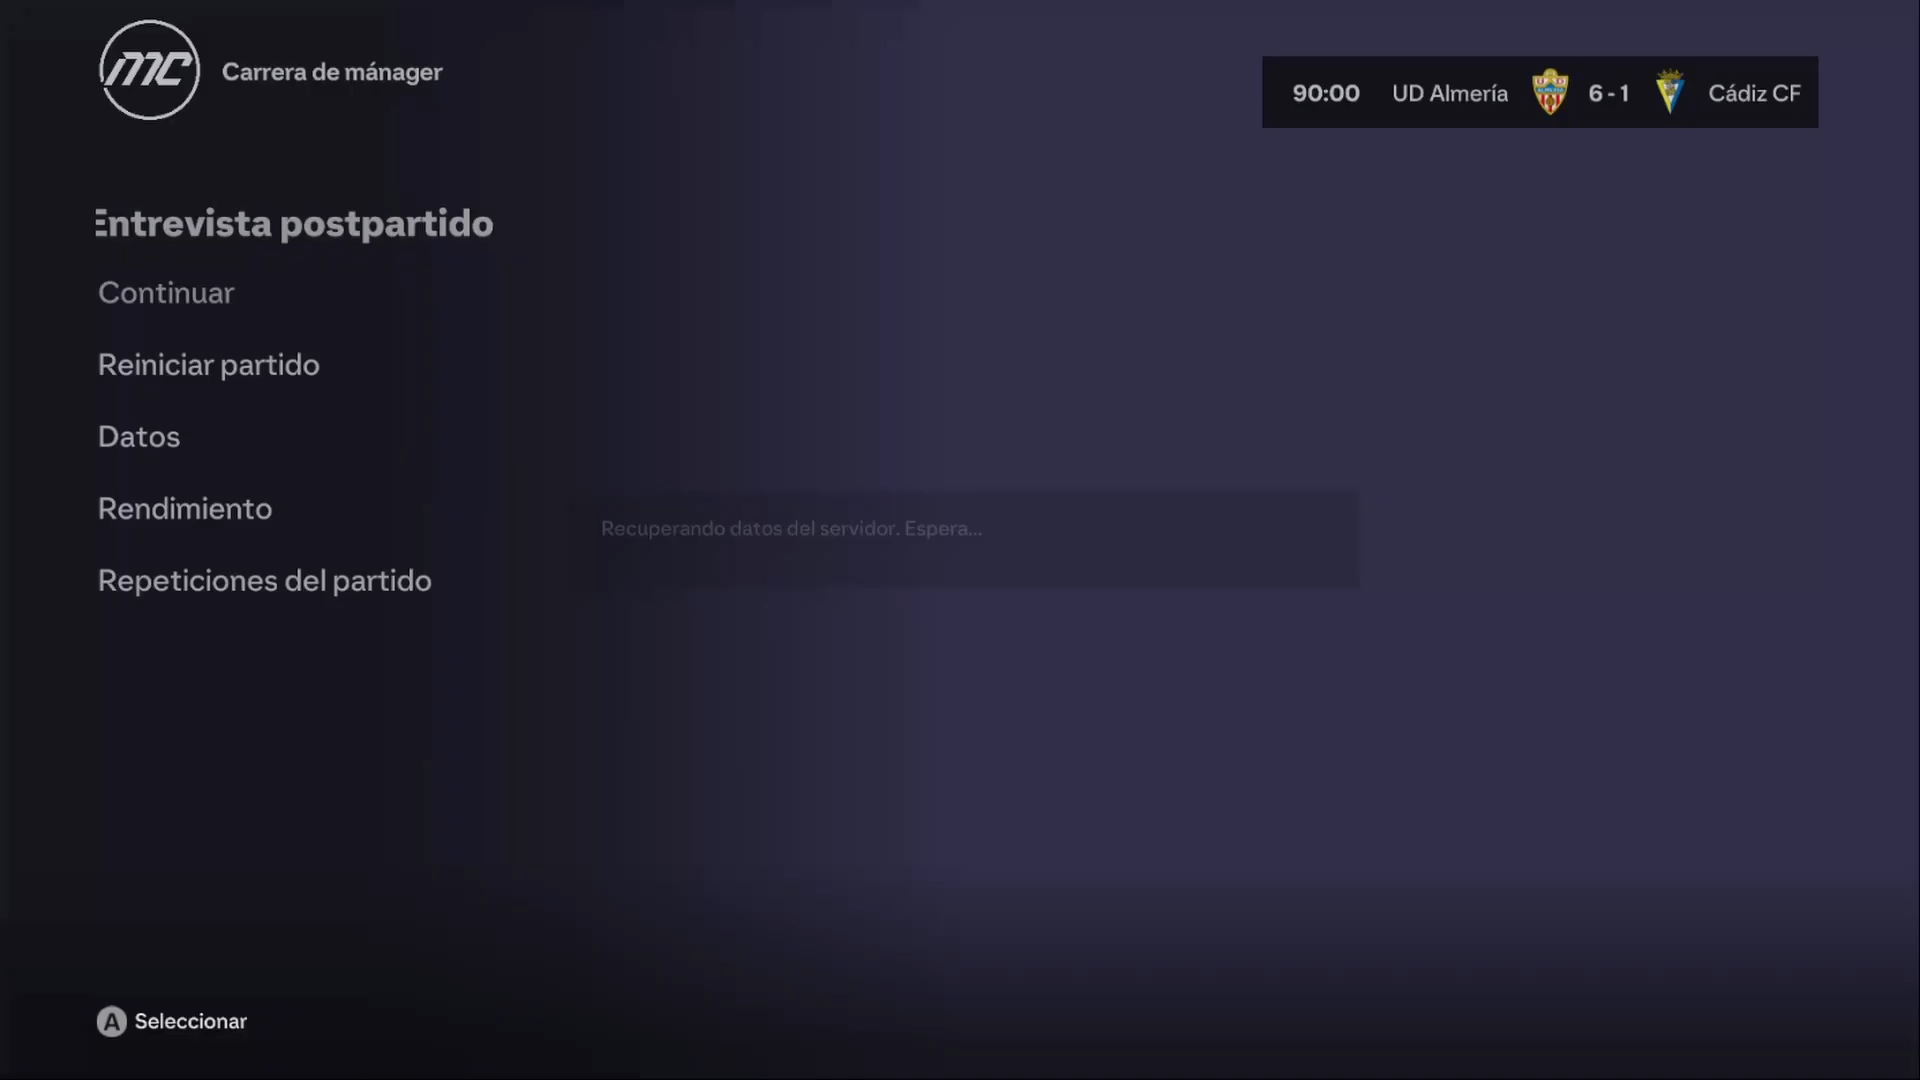 MC Carrera de mánager
90:00 UD Almería 6 - 1 Cádiz CF
Entrevista postpartido
Continuar
Reiniciar partido
Datos
Rendimiento
Recuperando datos del servidor. Espera...
Repeticiones del partido
A Seleccionar